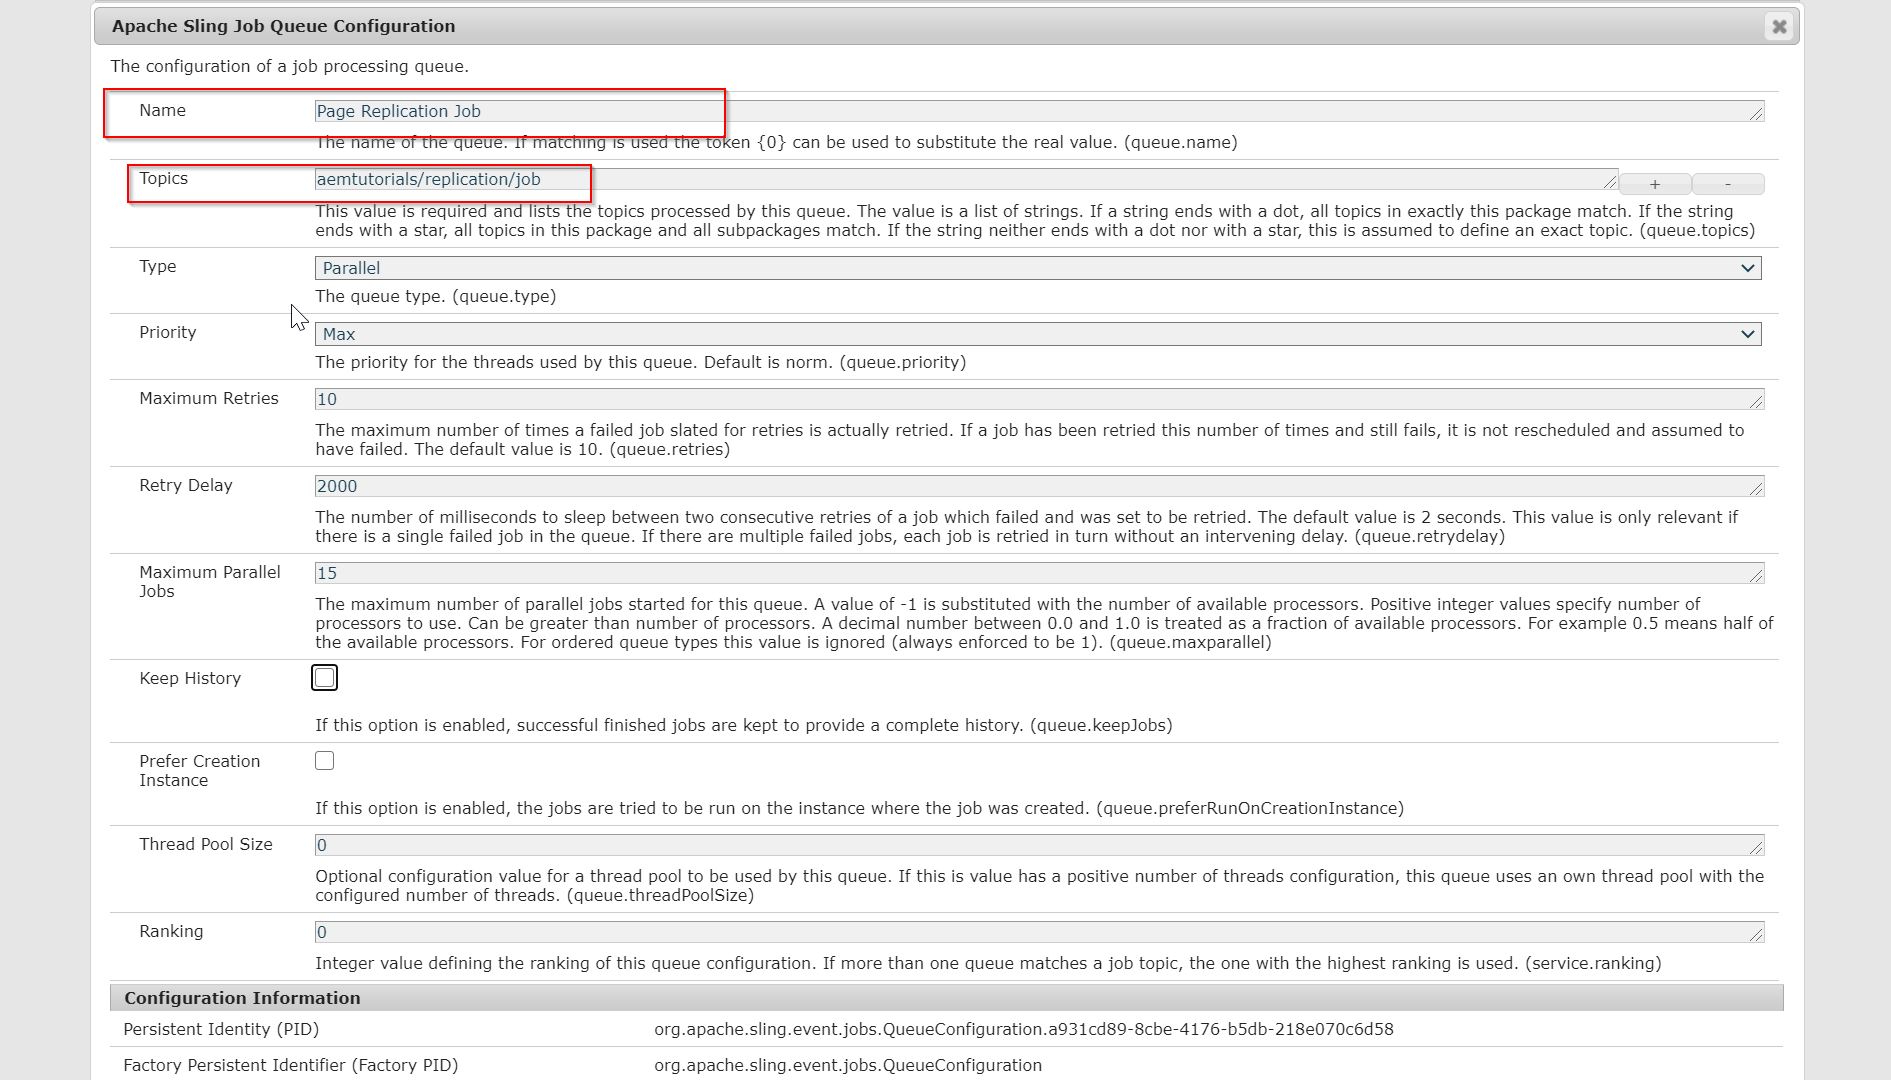 Apache Sling Job Queue Configuration
The configuration of a job processing queue.
Name
Page Replication Job
The name of the queue. If matching is used the token {0} can be used to substitute the real value. (queue.name)
Topics
aemtutorials/replication/job
+
-
This value is required and lists the topics processed by this queue. The value is a list of strings. If a string ends with a dot, all topics in exactly this package match. If the string
ends with a star, all topics in this package and all subpackages match. If the string neither ends with a dot nor with a star, this is assumed to define an exact topic. (queue.topics)
Type
Parallel
The queue type. (queue.type)
Priority
Max
The priority for the threads used by this queue. Default is norm. (queue.priority)
Maximum Retries
10
The maximum number of times a failed job slated for retries is actually retried. If a job has been retried this number of times and still fails, it is not rescheduled and assumed to
have failed. The default value is 10. (queue.retries)
Retry Delay
2000
The number of milliseconds to sleep between two consecutive retries of a job which failed and was set to be retried. The default value is 2 seconds. This value is only relevant if
there is a single failed job in the queue. If there are multiple failed jobs, each job is retried in turn without an intervening delay. (queue.retrydelay)
Maximum Parallel
Jobs
15
The maximum number of parallel jobs started for this queue. A value of -1 is substituted with the number of available processors. Positive integer values specify number of
processors to use. Can be greater than number of processors. A decimal number between 0.0 and 1.0 is treated as a fraction of available processors. For example 0.5 means half of
the available processors. For ordered queue types this value is ignored (always enforced to be 1). (queue.maxparallel)
Keep History
If this option is enabled, successful finished jobs are kept to provide a complete history. (queue.keepJobs)
Prefer Creation
Instance
If this option is enabled, the jobs are tried to be run on the instance where the job was created. (queue.preferRunOnCreationInstance)
Thread Pool Size
0
Optional configuration value for a thread pool to be used by this queue. If this is value has a positive number of threads configuration, this queue uses an own thread pool with the
configured number of threads. (queue.threadPoolSize)
Ranking
0
Integer value defining the ranking of this queue configuration. If more than one queue matches a job topic, the one with the highest ranking is used. (service.ranking)
Configuration Information
Persistent Identity (PID)
org.apache.sling.event.jobs.QueueConfiguration.a931cd89-8cbe-4176-b5db-218e070c6d58
Factory Persistent Identifier (Factory PID)
org.apache.sling.event.jobs.QueueConfiguration